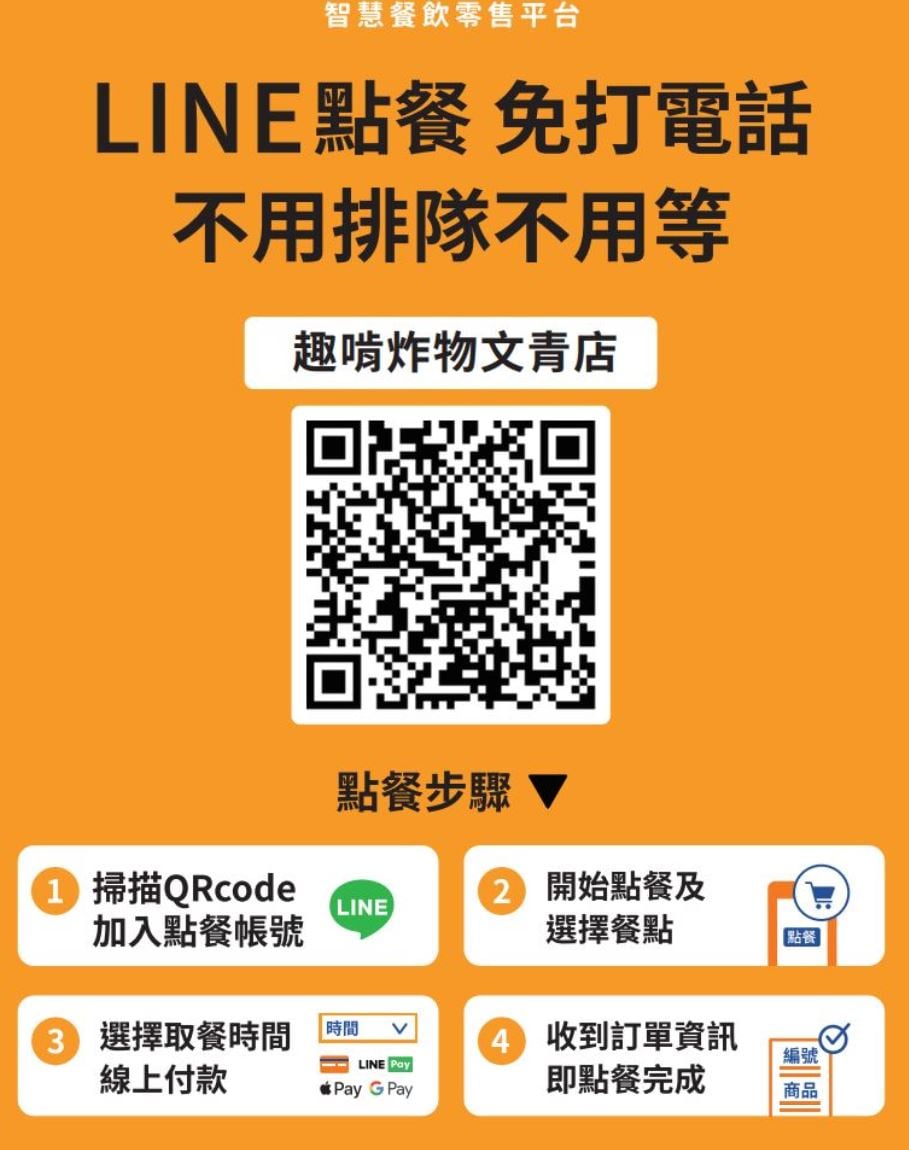 智慧餐飲零售平台
LINE點餐 免打電話
不用排隊不用等
趣啃炸物文青店
點餐步驟 ▼
1 掃描QRcode
加入點餐帳號
LINE
2 開始點餐及
選擇餐點
點餐
3 選擇取餐時間
線上付款
時間
LINE Pay
Pay G Pay
4 收到訂單資訊
即點餐完成
編號
商品